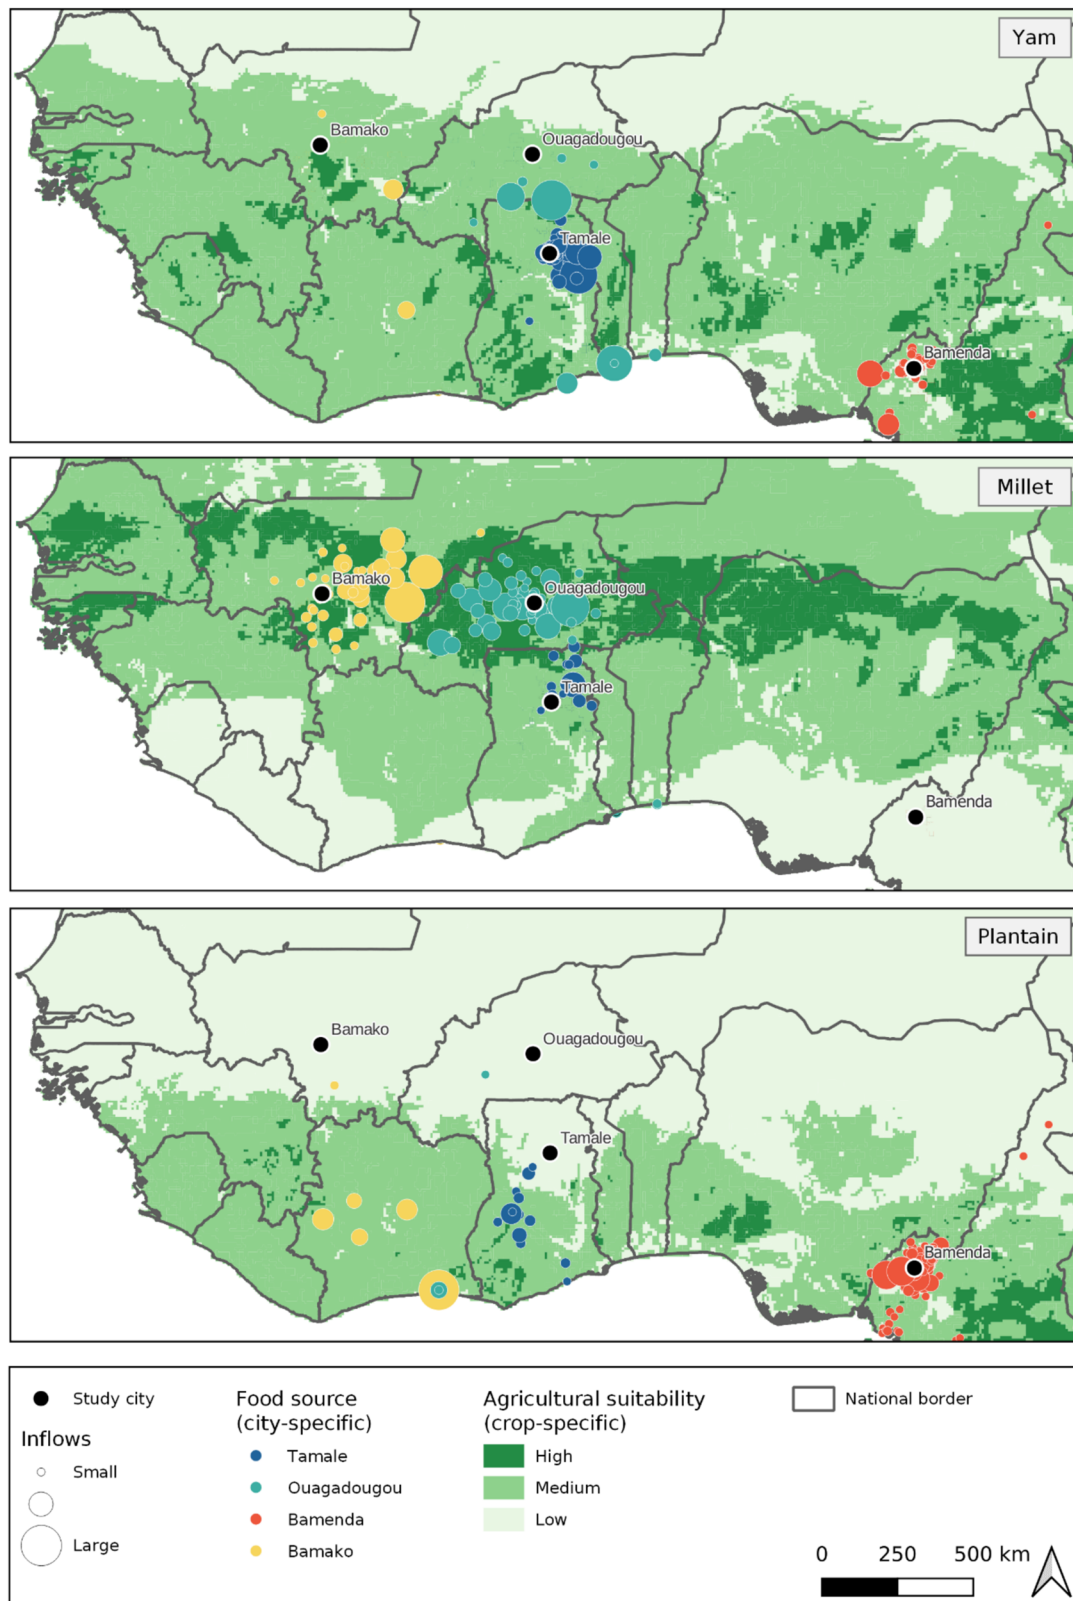 Yam
Bamako
Ouagadougou
Tamale
Bamenda
Millet
Bamako
Ouagadougou
Tamale
Bamenda
Plantain
Bamako
Ouagadougou
Tamale
Bamenda
Study city
Inflows
Small
Large
Food source
(city-specific)
Tamale
Ouagadougou
Bamenda
Bamako
Agricultural suitability
(crop-specific)
High
Medium
Low
National border
0 250 500 km